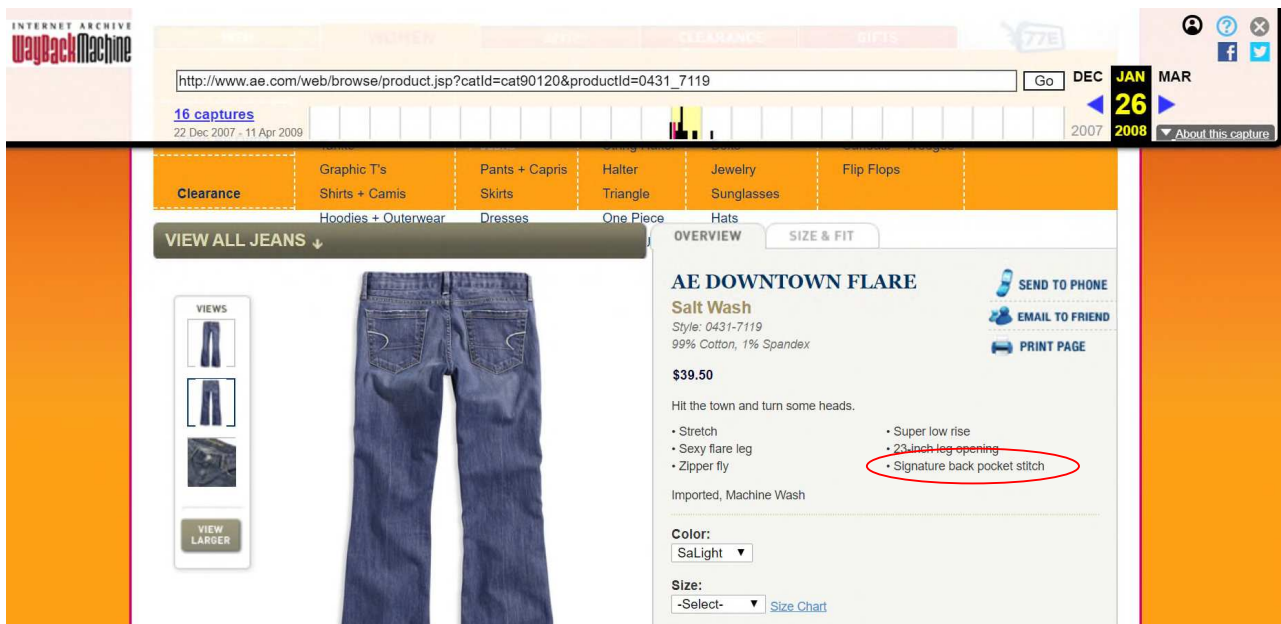 INTERNET ARCHIVE
WayBackMachine
WOMEN
CLEARANCE
GIFTS
77E
http://www.ae.com/web/browse/product.jsp?catId=cat90120&productId=0431_7119
Go
DEC JAN MAR
26
2007 2008
16 captures
22 Dec 2007 - 11 Apr 2009
About this capture
Graphic T's Pants + Capris Halter Jewelry Flip Flops
Clearance Shirts + Camis Skirts Triangle Sunglasses
Hoodies + Outerwear Dresses One Piece Hats
VIEW ALL JEANS
OVERVIEW SIZE & FIT
VIEWS
VIEW
LARGER
AE DOWNTOWN FLARE
Salt Wash
Style: 0431-7119
99% Cotton, 1% Spandex
$39.50
Hit the town and turn some heads.
• Stretch • Super low rise
• Sexy flare leg • 23-inch leg opening
• Zipper fly • Signature back pocket stitch
Imported, Machine Wash
Color:
SaLight
Size:
-Select- Size Chart
SEND TO PHONE
EMAIL TO FRIEND
PRINT PAGE